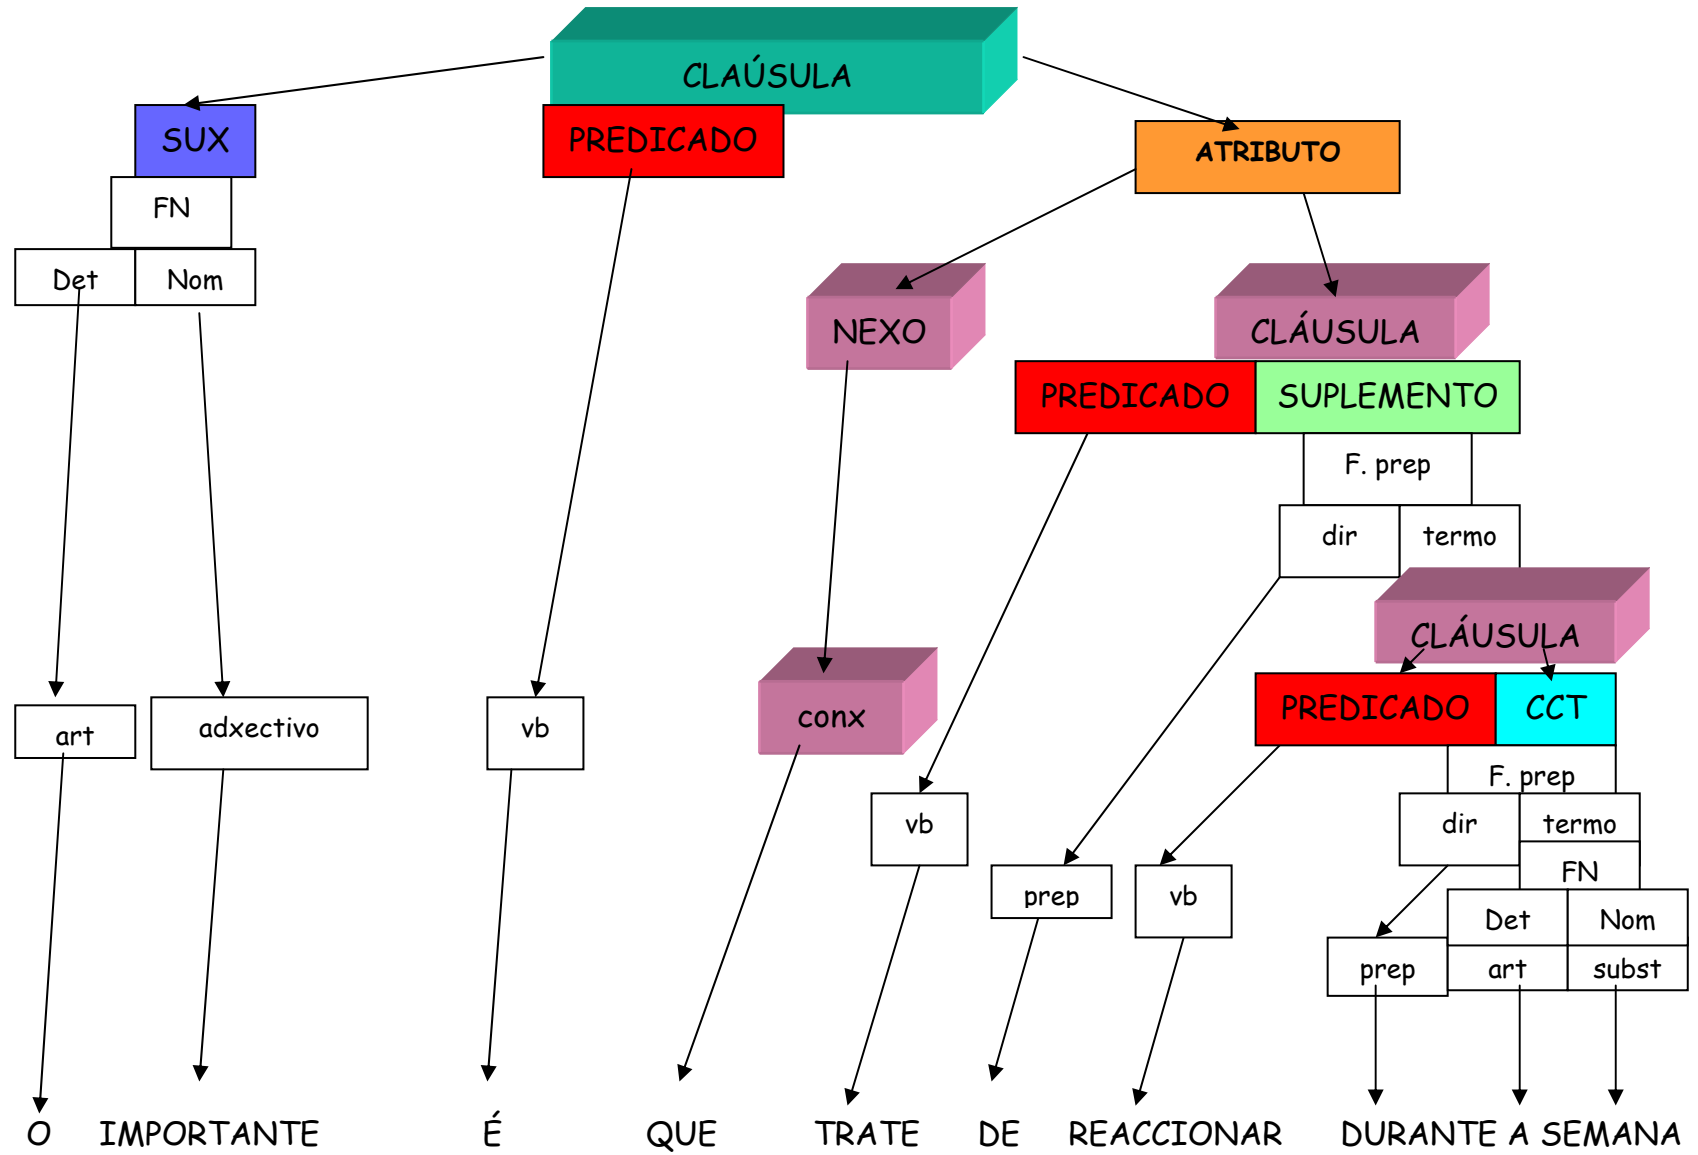 CLAÚSULA
SUX
PREDICADO
ATRIBUTO
FN
Det
Nom
NEXO
CLÁUSULA
PREDICADO
SUPLEMENTO
F. prep
dir
termo
CLÁUSULA
PREDICADO
CCT
art
adxectivo
vb
conx
F. prep
vb
dir
termo
FN
prep
vb
Det
Nom
prep
art
subst
O IMPORTANTE É QUE TRATE DE REACCIONAR DURANTE A SEMANA